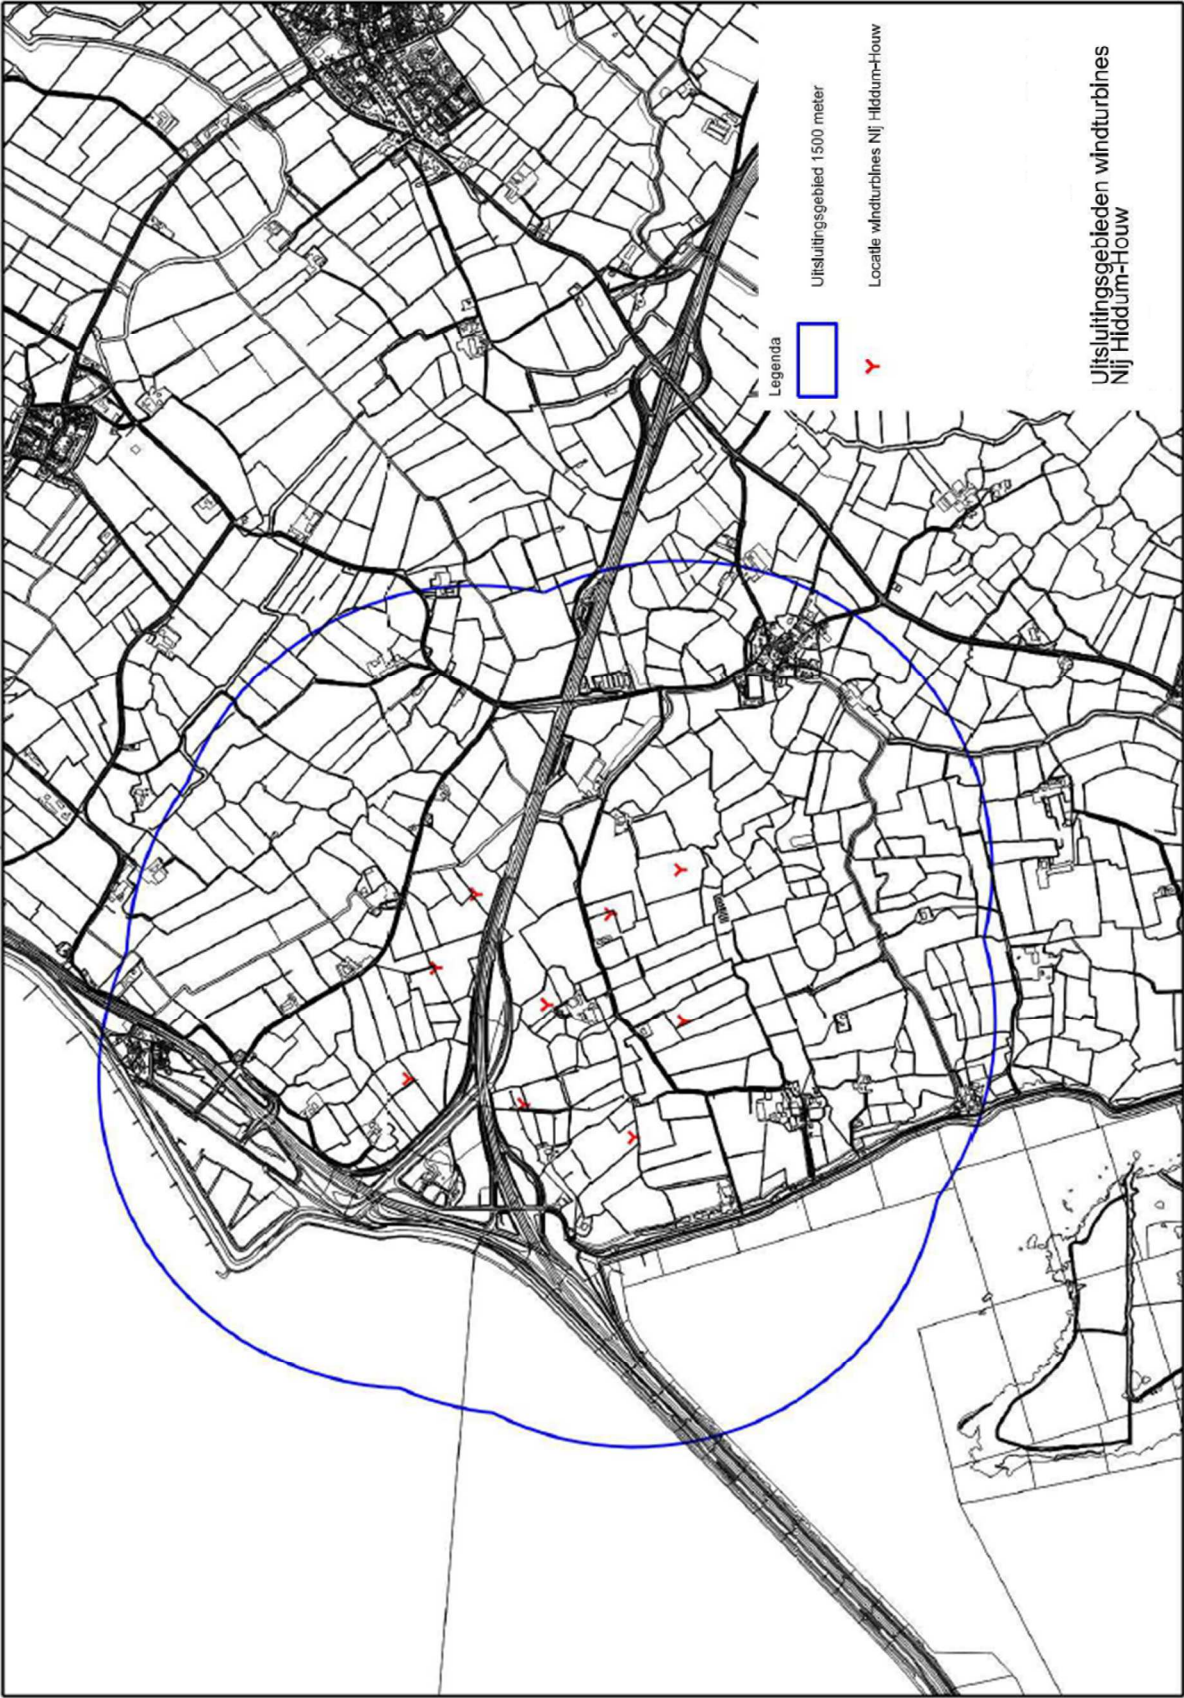 Legenda
Uitsluitingsgebied 1500 meter
Locatie windturbines Nij Hiddum-Houw
Uitsluitingsgebieden windturbines
Nij Hiddum-Houw